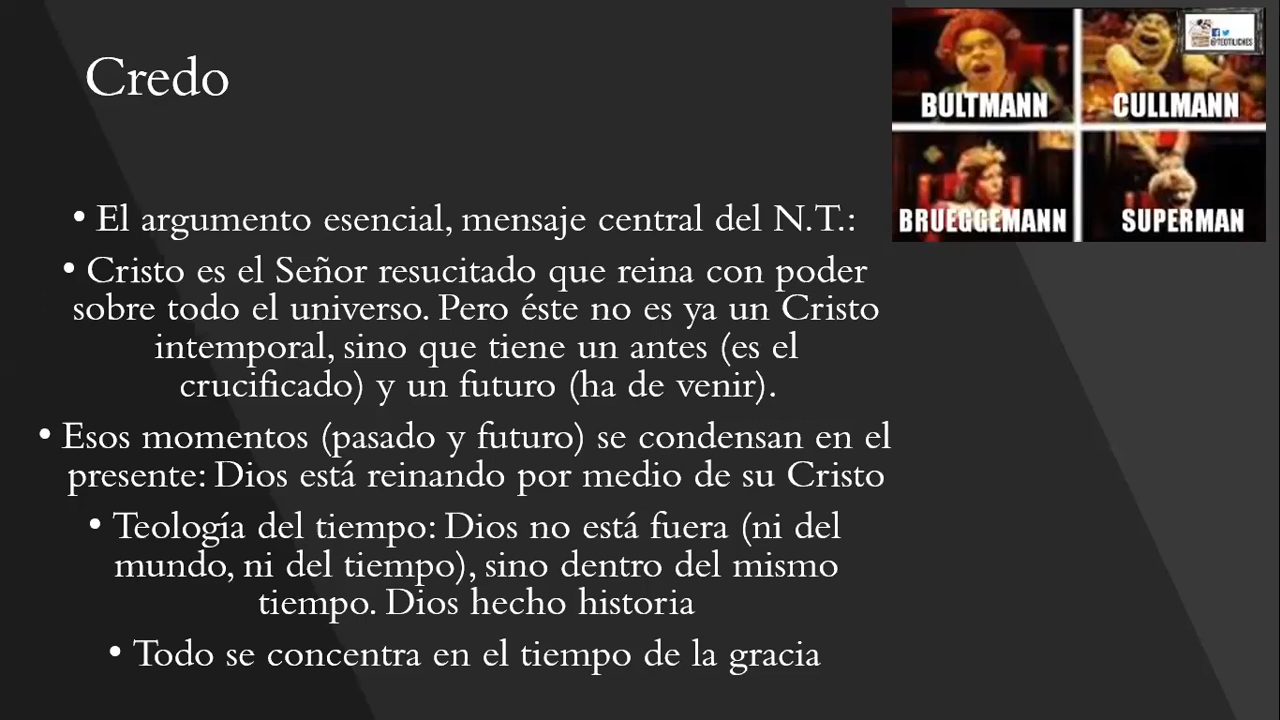 Credo
@TEOTILICHES
BULTMANN
CULLMANN
BRUEGGEMANN
SUPERMAN
• El argumento esencial, mensaje central del N.T.:
• Cristo es el Señor resucitado que reina con poder
sobre todo el universo. Pero éste no es ya un Cristo
intemporal, sino que tiene un antes (es el
crucificado) y un futuro (ha de venir).
• Esos momentos (pasado y futuro) se condensan en el
presente: Dios está reinando por medio de su Cristo
• Teología del tiempo: Dios no está fuera (ni del
mundo, ni del tiempo), sino dentro del mismo
tiempo. Dios hecho historia
• Todo se concentra en el tiempo de la gracia